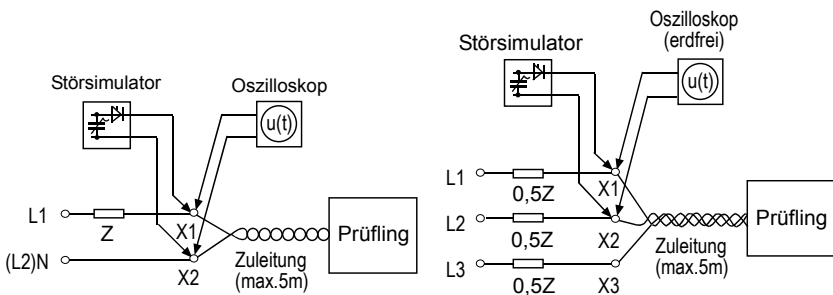 Störsimulator
Oszilloskop
u(t)
L1
Z
X1
(L2)N
X2
Zuleitung
(max.5m)
Prüfling
Oszilloskop
(erdfrei)
Störsimulator
u(t)
L1
0,5Z
X1
L2
0,5Z
X2
L3
0,5Z
X3
Zuleitung
(max.5m)
Prüfling